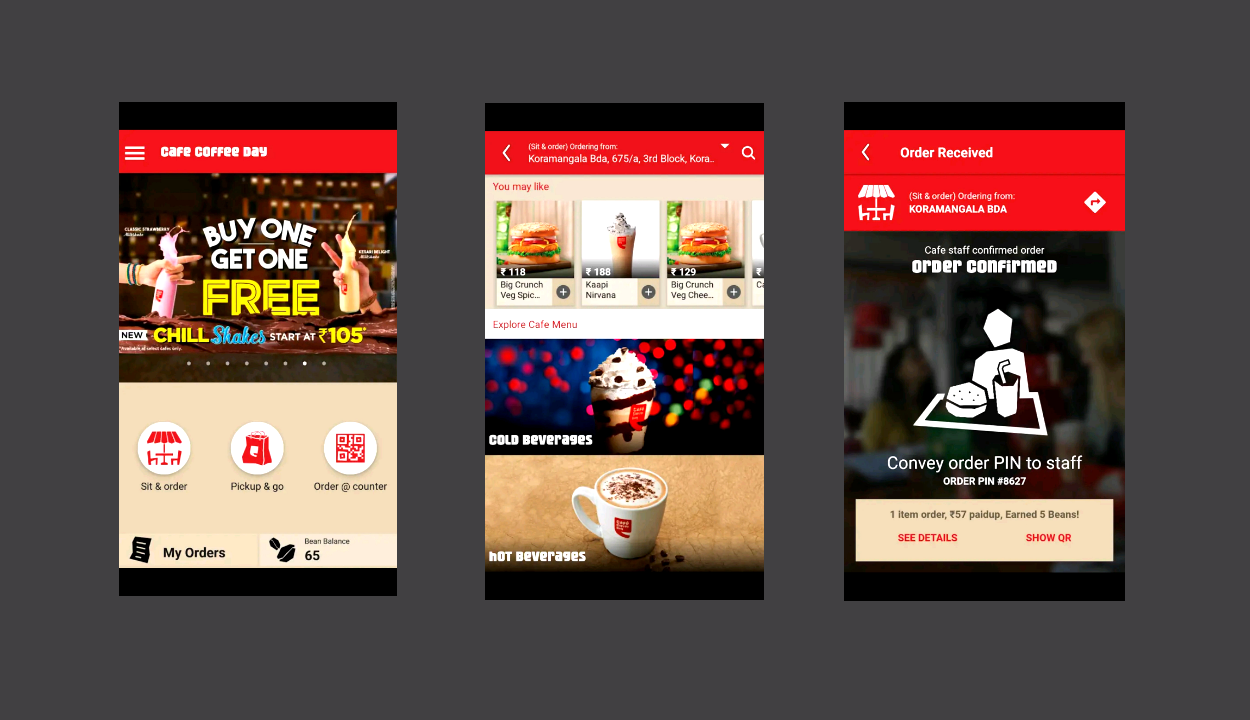 Cafe Coffee Day
CLASSIC STRAWBERRY
Milkshake
BUY ONE
GET ONE
FREE
KESARI DELIGHT
Milkshake
NEW CHILL Shakes START AT ₹105*
*Available at select cafes only.
Sit & order
Pickup & go
Order @ counter
My Orders
Bean Balance
65
(Sit & order) Ordering from:
Koramangala Bda, 675/a, 3rd Block, Kora..
You may like
₹ 118
Big Crunch
Veg Spic...
₹ 188
Kaapi
Nirvana
₹ 129
Big Crunch
Veg Chee...
₹
Ca
Explore Cafe Menu
COLD Beverages
HOT Beverages
Order Received
(Sit & order) Ordering from:
KORAMANGALA BDA
Cafe staff confirmed order
Order Confirmed
Convey order PIN to staff
ORDER PIN #8627
1 item order, ₹57 paidup, Earned 5 Beans!
SEE DETAILS
SHOW QR